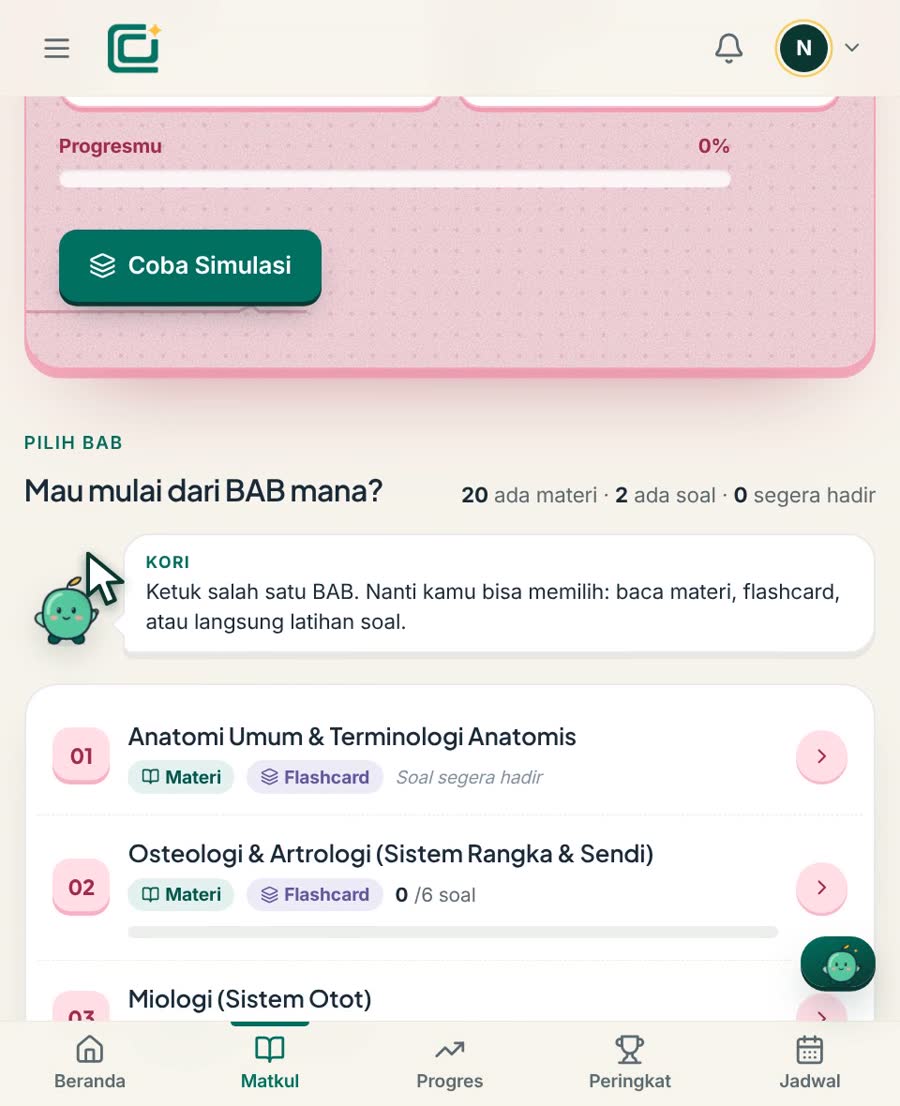 N
Progresmu 0%
Coba Simulasi
PILIH BAB
Mau mulai dari BAB mana? 20 ada materi · 2 ada soal · 0 segera hadir
KORI
Ketuk salah satu BAB. Nanti kamu bisa memilih: baca materi, flashcard,
atau langsung latihan soal.
01 Anatomi Umum & Terminologi Anatomis
Materi Flashcard Soal segera hadir
02 Osteologi & Artrologi (Sistem Rangka & Sendi)
Materi Flashcard 0 /6 soal
03 Miologi (Sistem Otot)
Beranda Matkul Progres Peringkat Jadwal